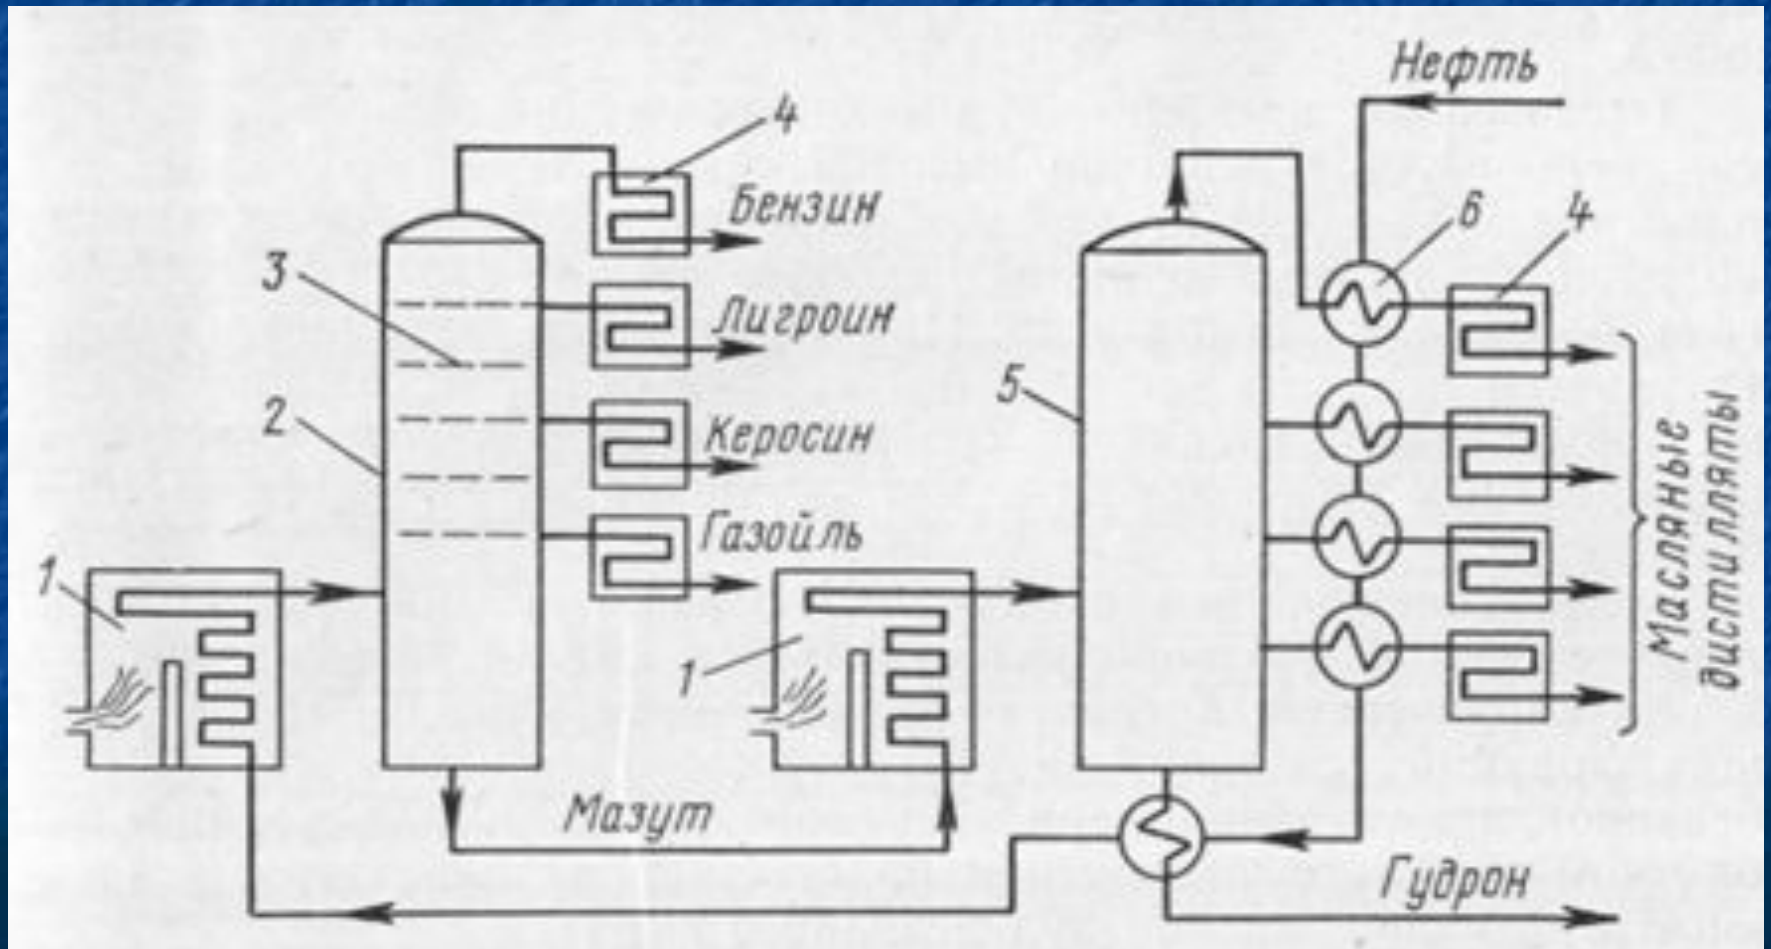 Нефть
4
Бензин
6
4
3
Лигроин
5
2
Керосин
Газойль
1
1
Масляные
дистилляты
Мазут
Гудрон